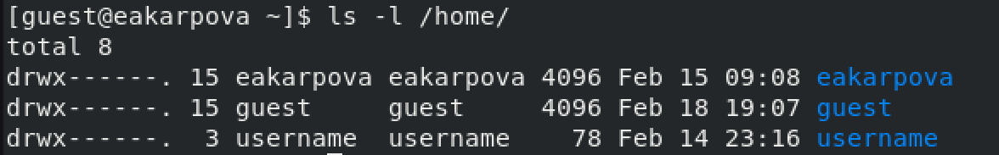 [guest@eakarpova ~]$ ls -l /home/
total 8
drwx------. 15 eakarpova eakarpova 4096 Feb 15 09:08 eakarpova
drwx------. 15 guest     guest     4096 Feb 18 19:07 guest
drwx------.  3 username  username    78 Feb 14 23:16 username